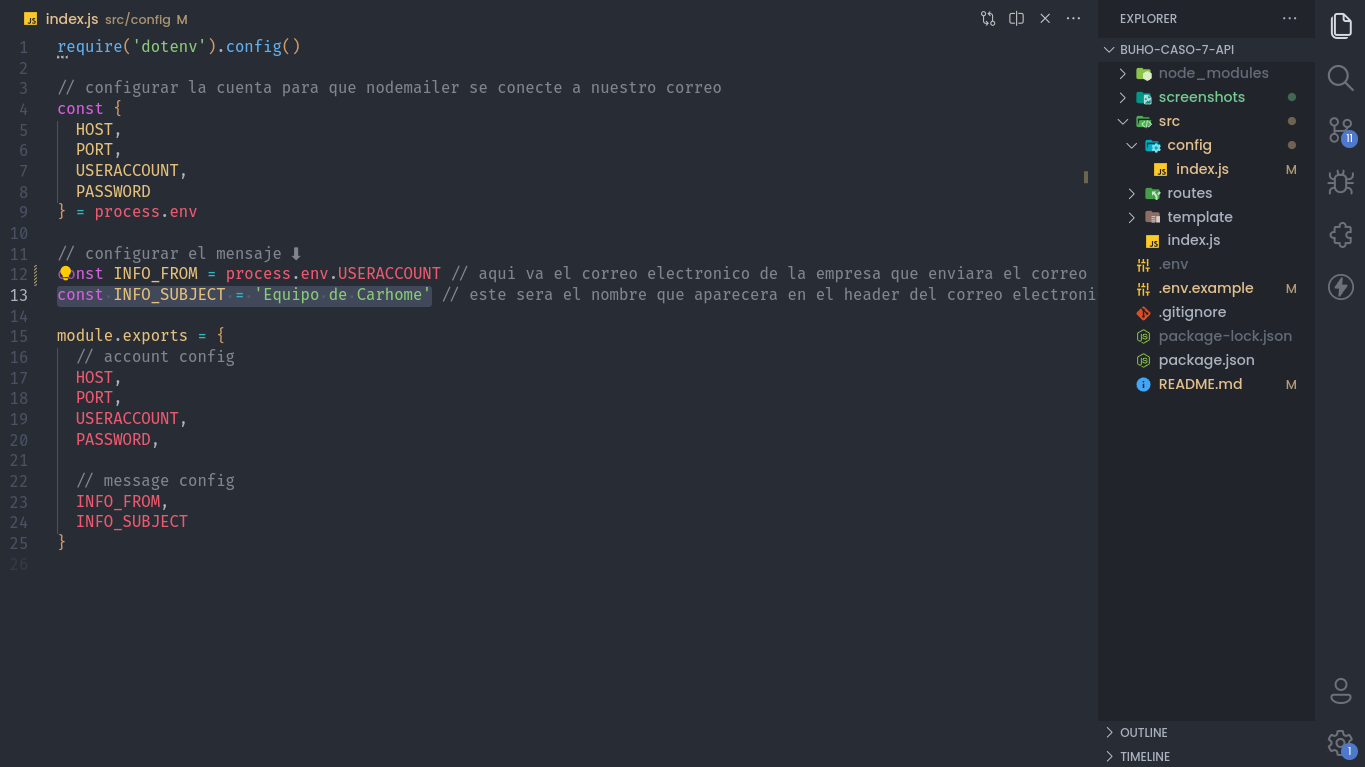 index.js src/config M
1 require('dotenv').config()
2
3 // configurar la cuenta para que nodemailer se conecte a nuestro correo
4 const {
5 HOST,
6 PORT,
7 USERACCOUNT,
8 PASSWORD
9 } = process.env
10
11 // configurar el mensaje ⬇
12 const INFO_FROM = process.env.USERACCOUNT // aqui va el correo electronico de la empresa que enviara el correo
13 const INFO_SUBJECT = 'Equipo de Carhome' // este sera el nombre que aparecera en el header del correo electroni
14
15 module.exports = {
16 // account config
17 HOST,
18 PORT,
19 USERACCOUNT,
20 PASSWORD,
21
22 // message config
23 INFO_FROM,
24 INFO_SUBJECT
25 }
26
EXPLORER
BUHO-CASO-7-API
node_modules
screenshots
src
config
JS index.js M
routes
template
JS index.js
.env
.env.example M
.gitignore
package-lock.json
package.json
README.md M
OUTLINE
TIMELINE
11
1